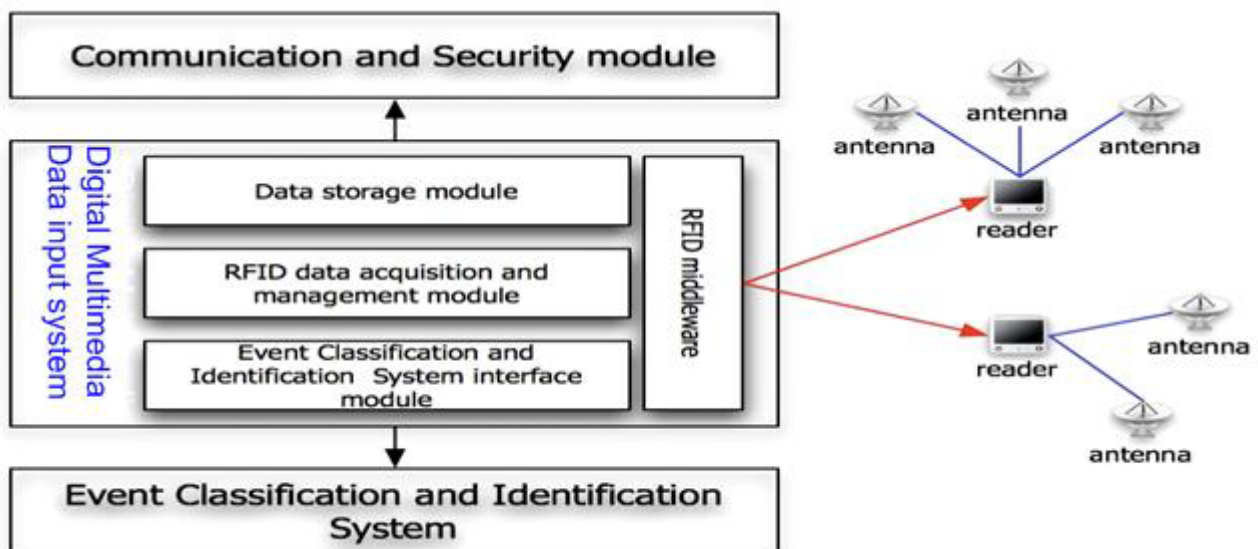 Communication and Security module
Digital Multimedia
Data input system
Data storage module
RFID data acquisition and
management module
Event Classification and
Identification System interface
module
RFID middleware
Event Classification and Identification
System
antenna
antenna
antenna
reader
reader
antenna
antenna